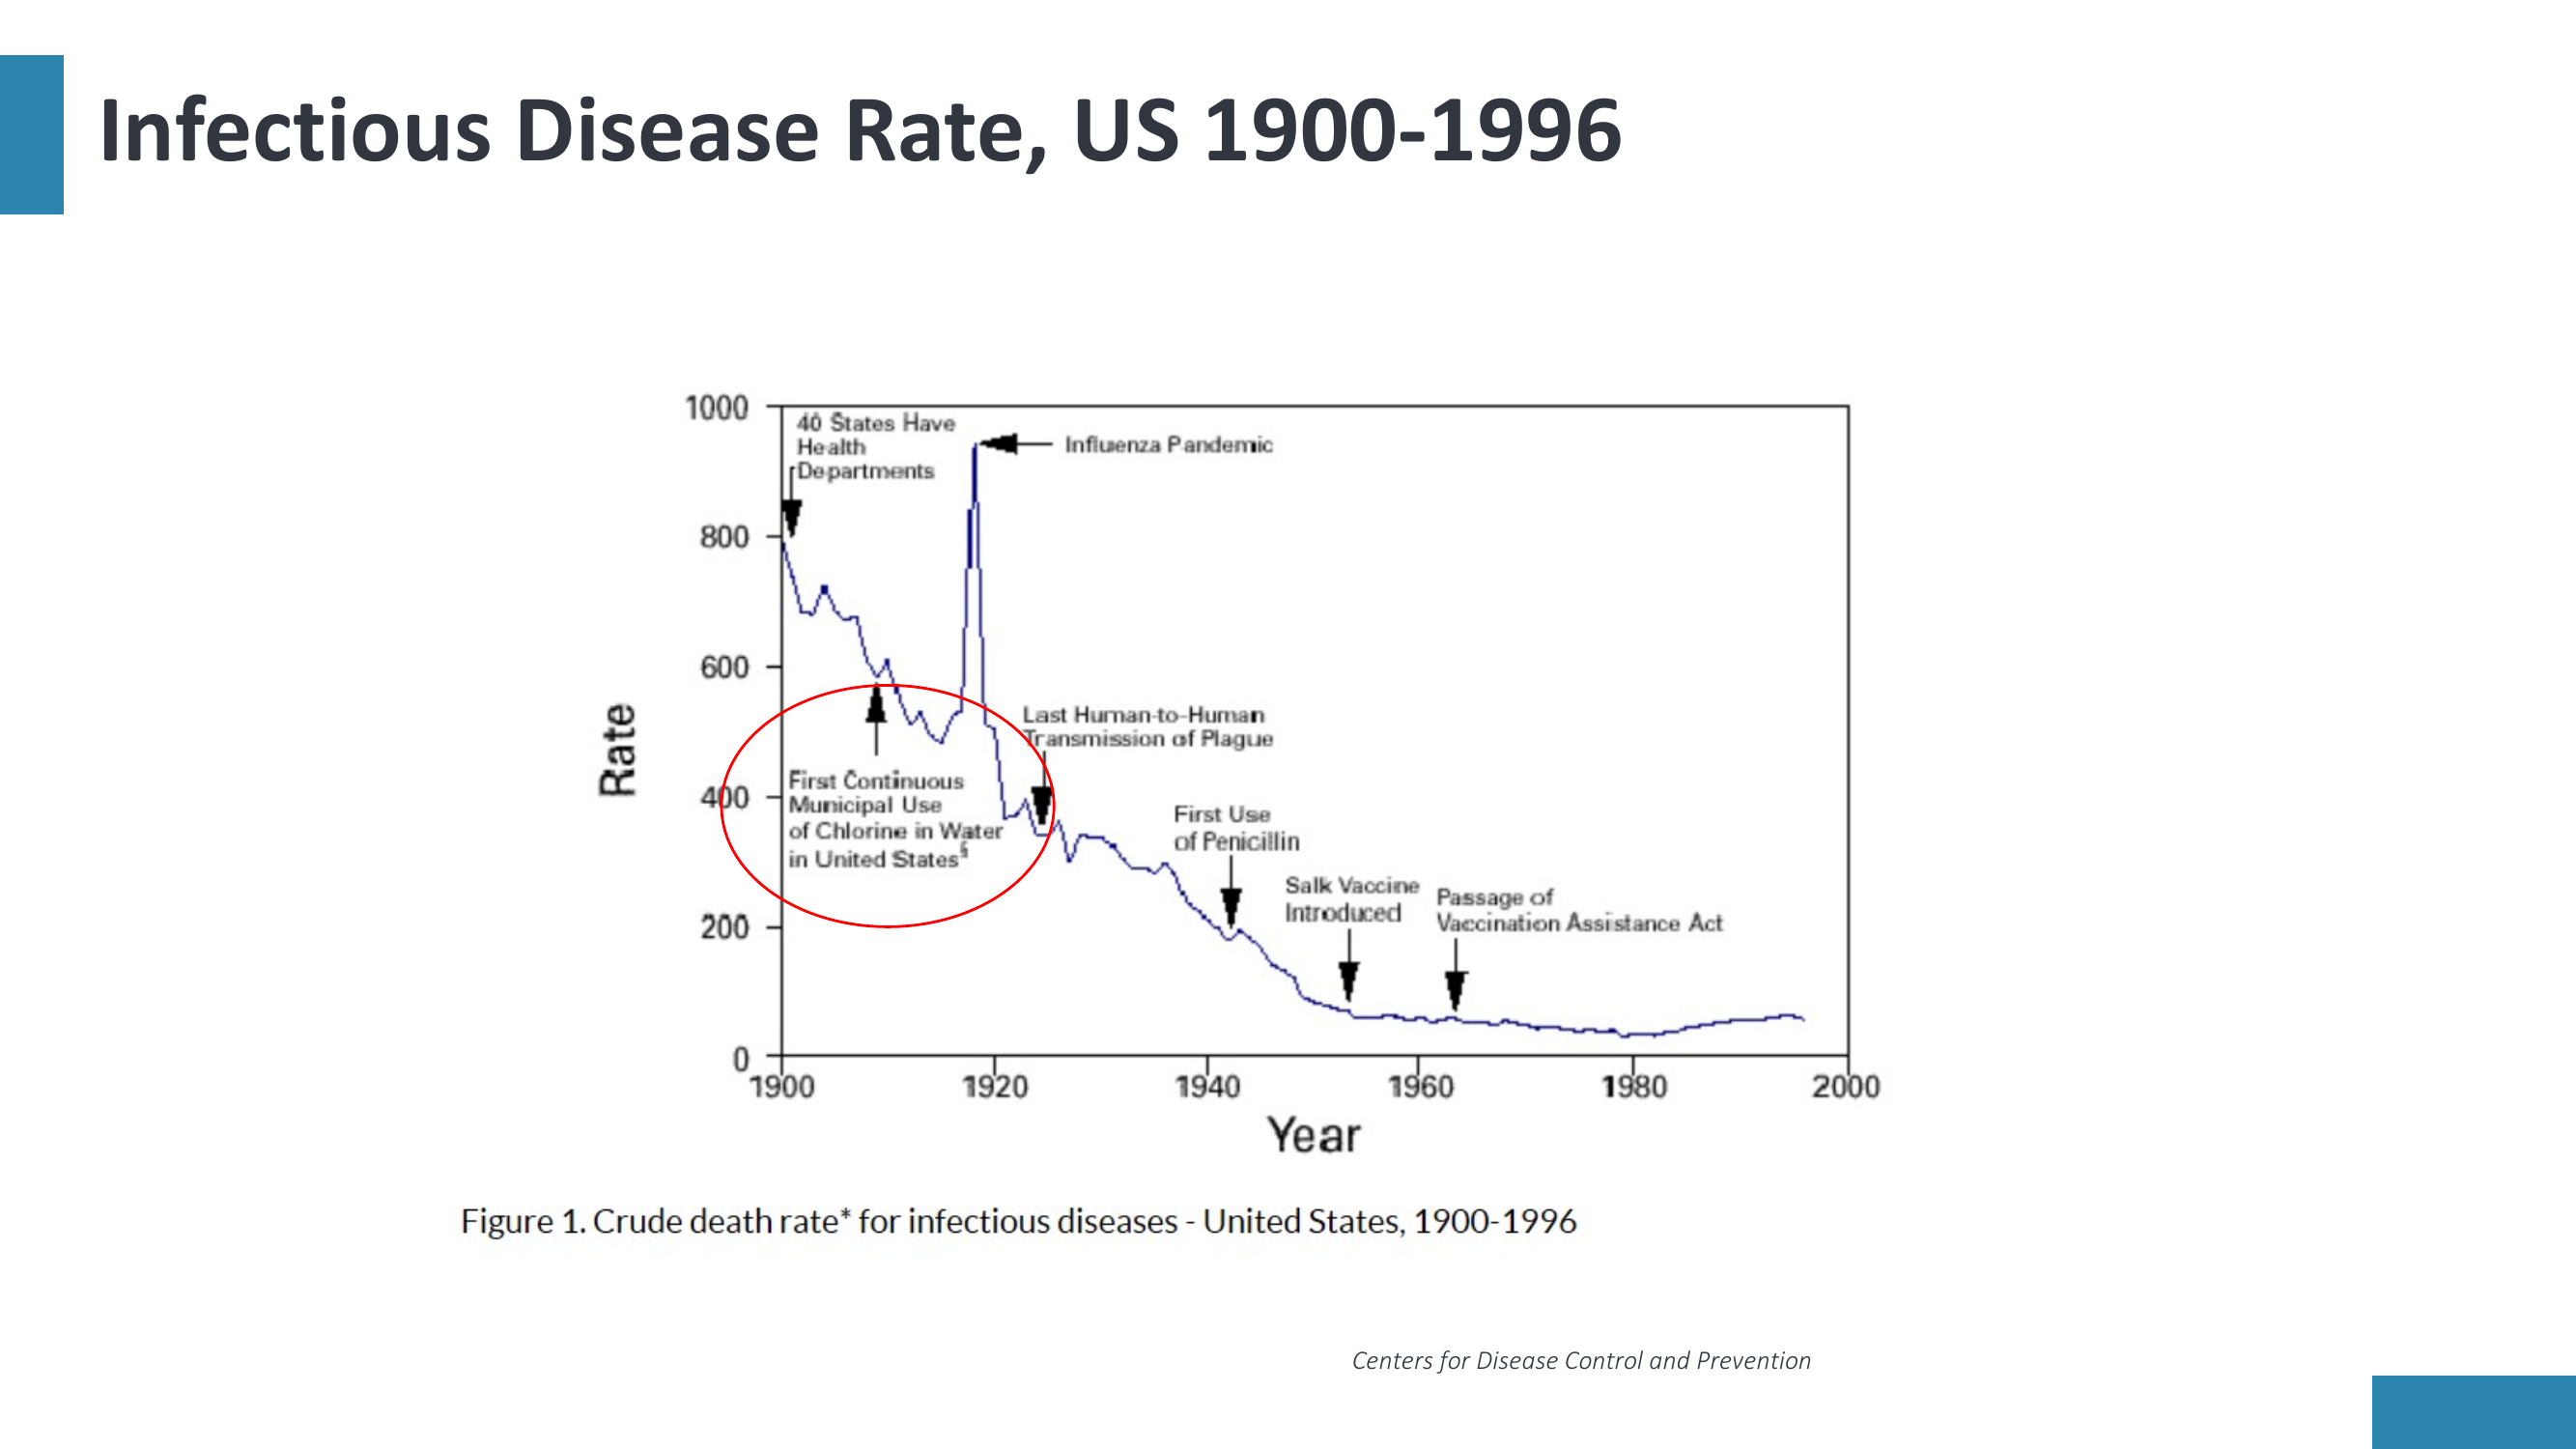 Infectious Disease Rate, US 1900-1996
1000
40 States Have
Health
Departments
Influenza Pandemic
800
600
Rate
Last Human-to-Human
Transmission of Plague
First Continuous
Municipal Use
of Chlorine in Water
in United States§
400
First Use
of Penicillin
Salk Vaccine
Introduced
Passage of
Vaccination Assistance Act
200
0
1900 1920 1940 1960 1980 2000
Year
Figure 1. Crude death rate* for infectious diseases - United States, 1900-1996
Centers for Disease Control and Prevention